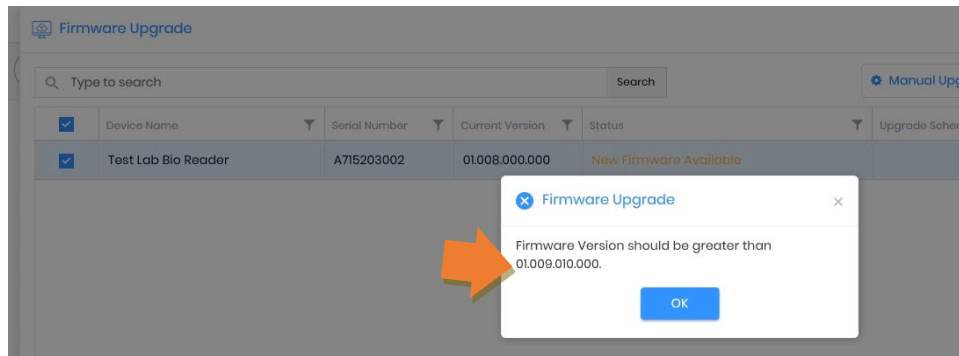 Firmware Upgrade
Type to search Search Manual Upg
Device Name Serial Number Current Version Status Upgrade Sched
Test Lab Bio Reader A715203002 01.008.000.000 New Firmware Available
Firmware Upgrade
Firmware Version should be greater than
01.009.010.000.
OK